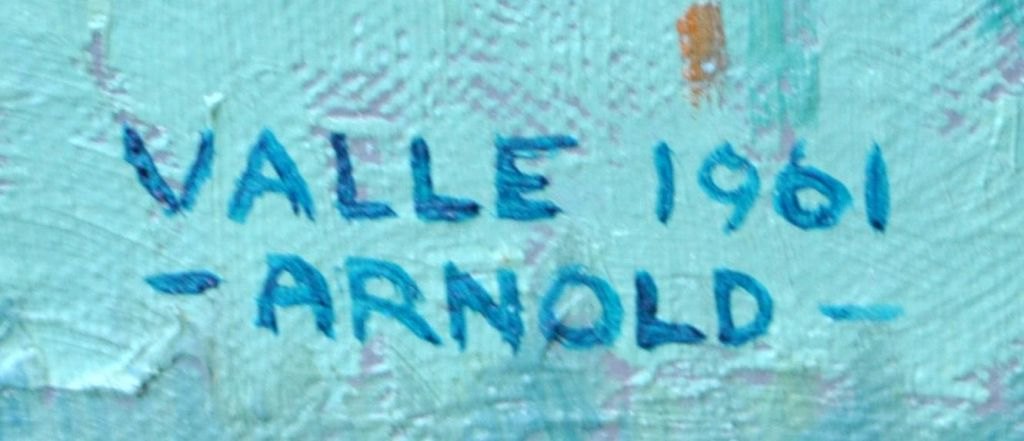 VALLE 1961
- ARNOLD -